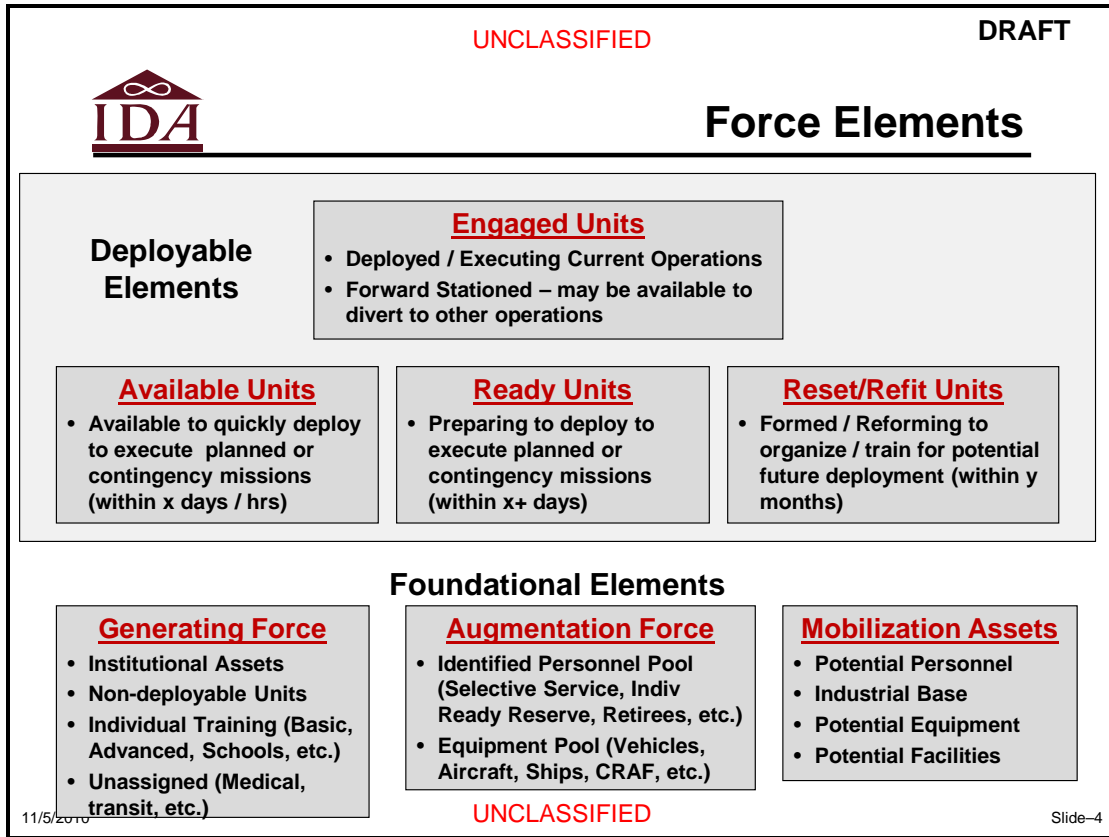 UNCLASSIFIED
DRAFT
IDA
Force Elements
Deployable
Elements
Engaged Units
• Deployed / Executing Current Operations
• Forward Stationed – may be available to
divert to other operations
Available Units
• Available to quickly deploy
to execute planned or
contingency missions
(within x days / hrs)
Ready Units
• Preparing to deploy to
execute planned or
contingency missions
(within x+ days)
Reset/Refit Units
• Formed / Reforming to
organize / train for potential
future deployment (within y
months)
Foundational Elements
Generating Force
• Institutional Assets
• Non-deployable Units
• Individual Training (Basic,
Advanced, Schools, etc.)
• Unassigned (Medical,
transit, etc.)
Augmentation Force
• Identified Personnel Pool
(Selective Service, Indiv
Ready Reserve, Retirees, etc.)
• Equipment Pool (Vehicles,
Aircraft, Ships, CRAF, etc.)
Mobilization Assets
• Potential Personnel
• Industrial Base
• Potential Equipment
• Potential Facilities
11/5/2010
UNCLASSIFIED
Slide–4